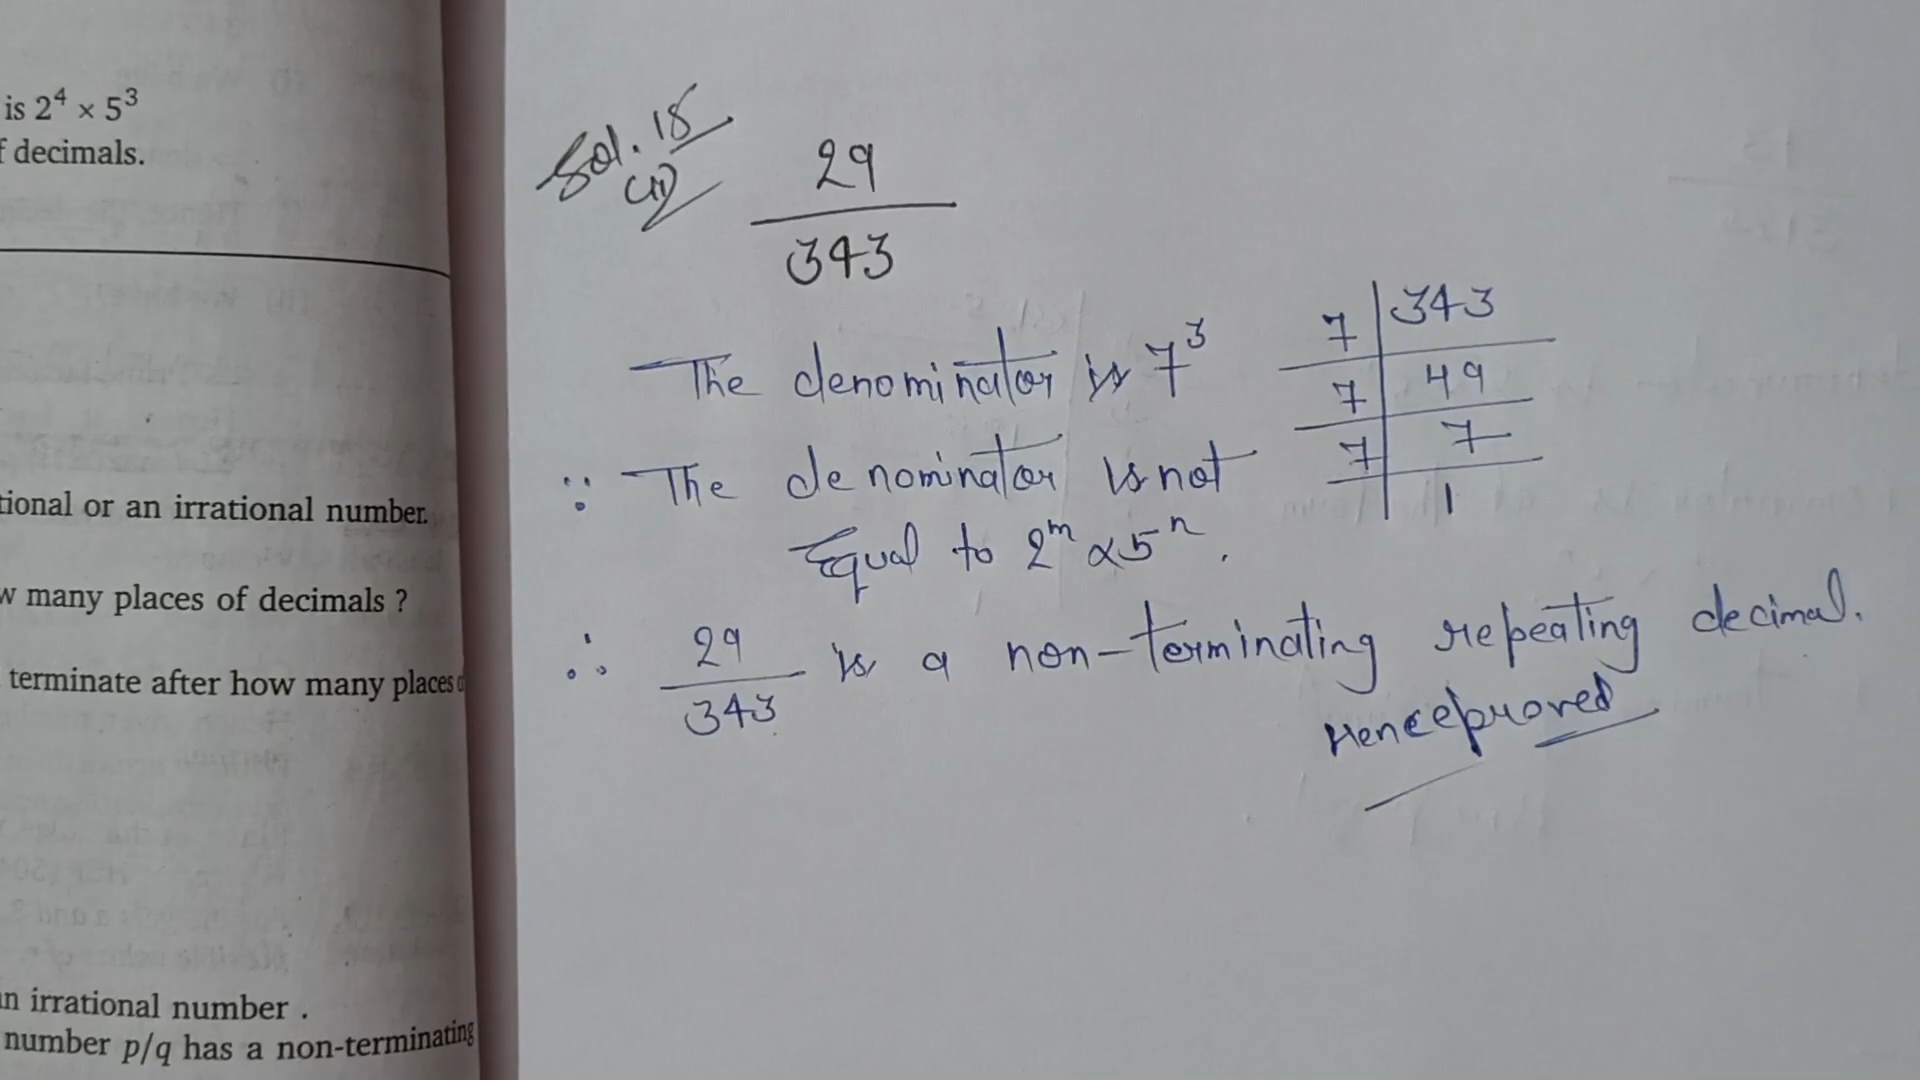 is 2⁴ × 5³
f decimals.
tional or an irrational number.
w many places of decimals ?
terminate after how many places
n irrational number .
number p/q has a non-terminating
Sol. 18
(ii)
29
343
The denominator is 7³
7 | 343
7 | 49
7 | 7
1
∵ The denominator is not
Equal to 2ᵐ × 5ⁿ.
∴ 29
343
is a non-terminating repeating decimal.
Hence proved